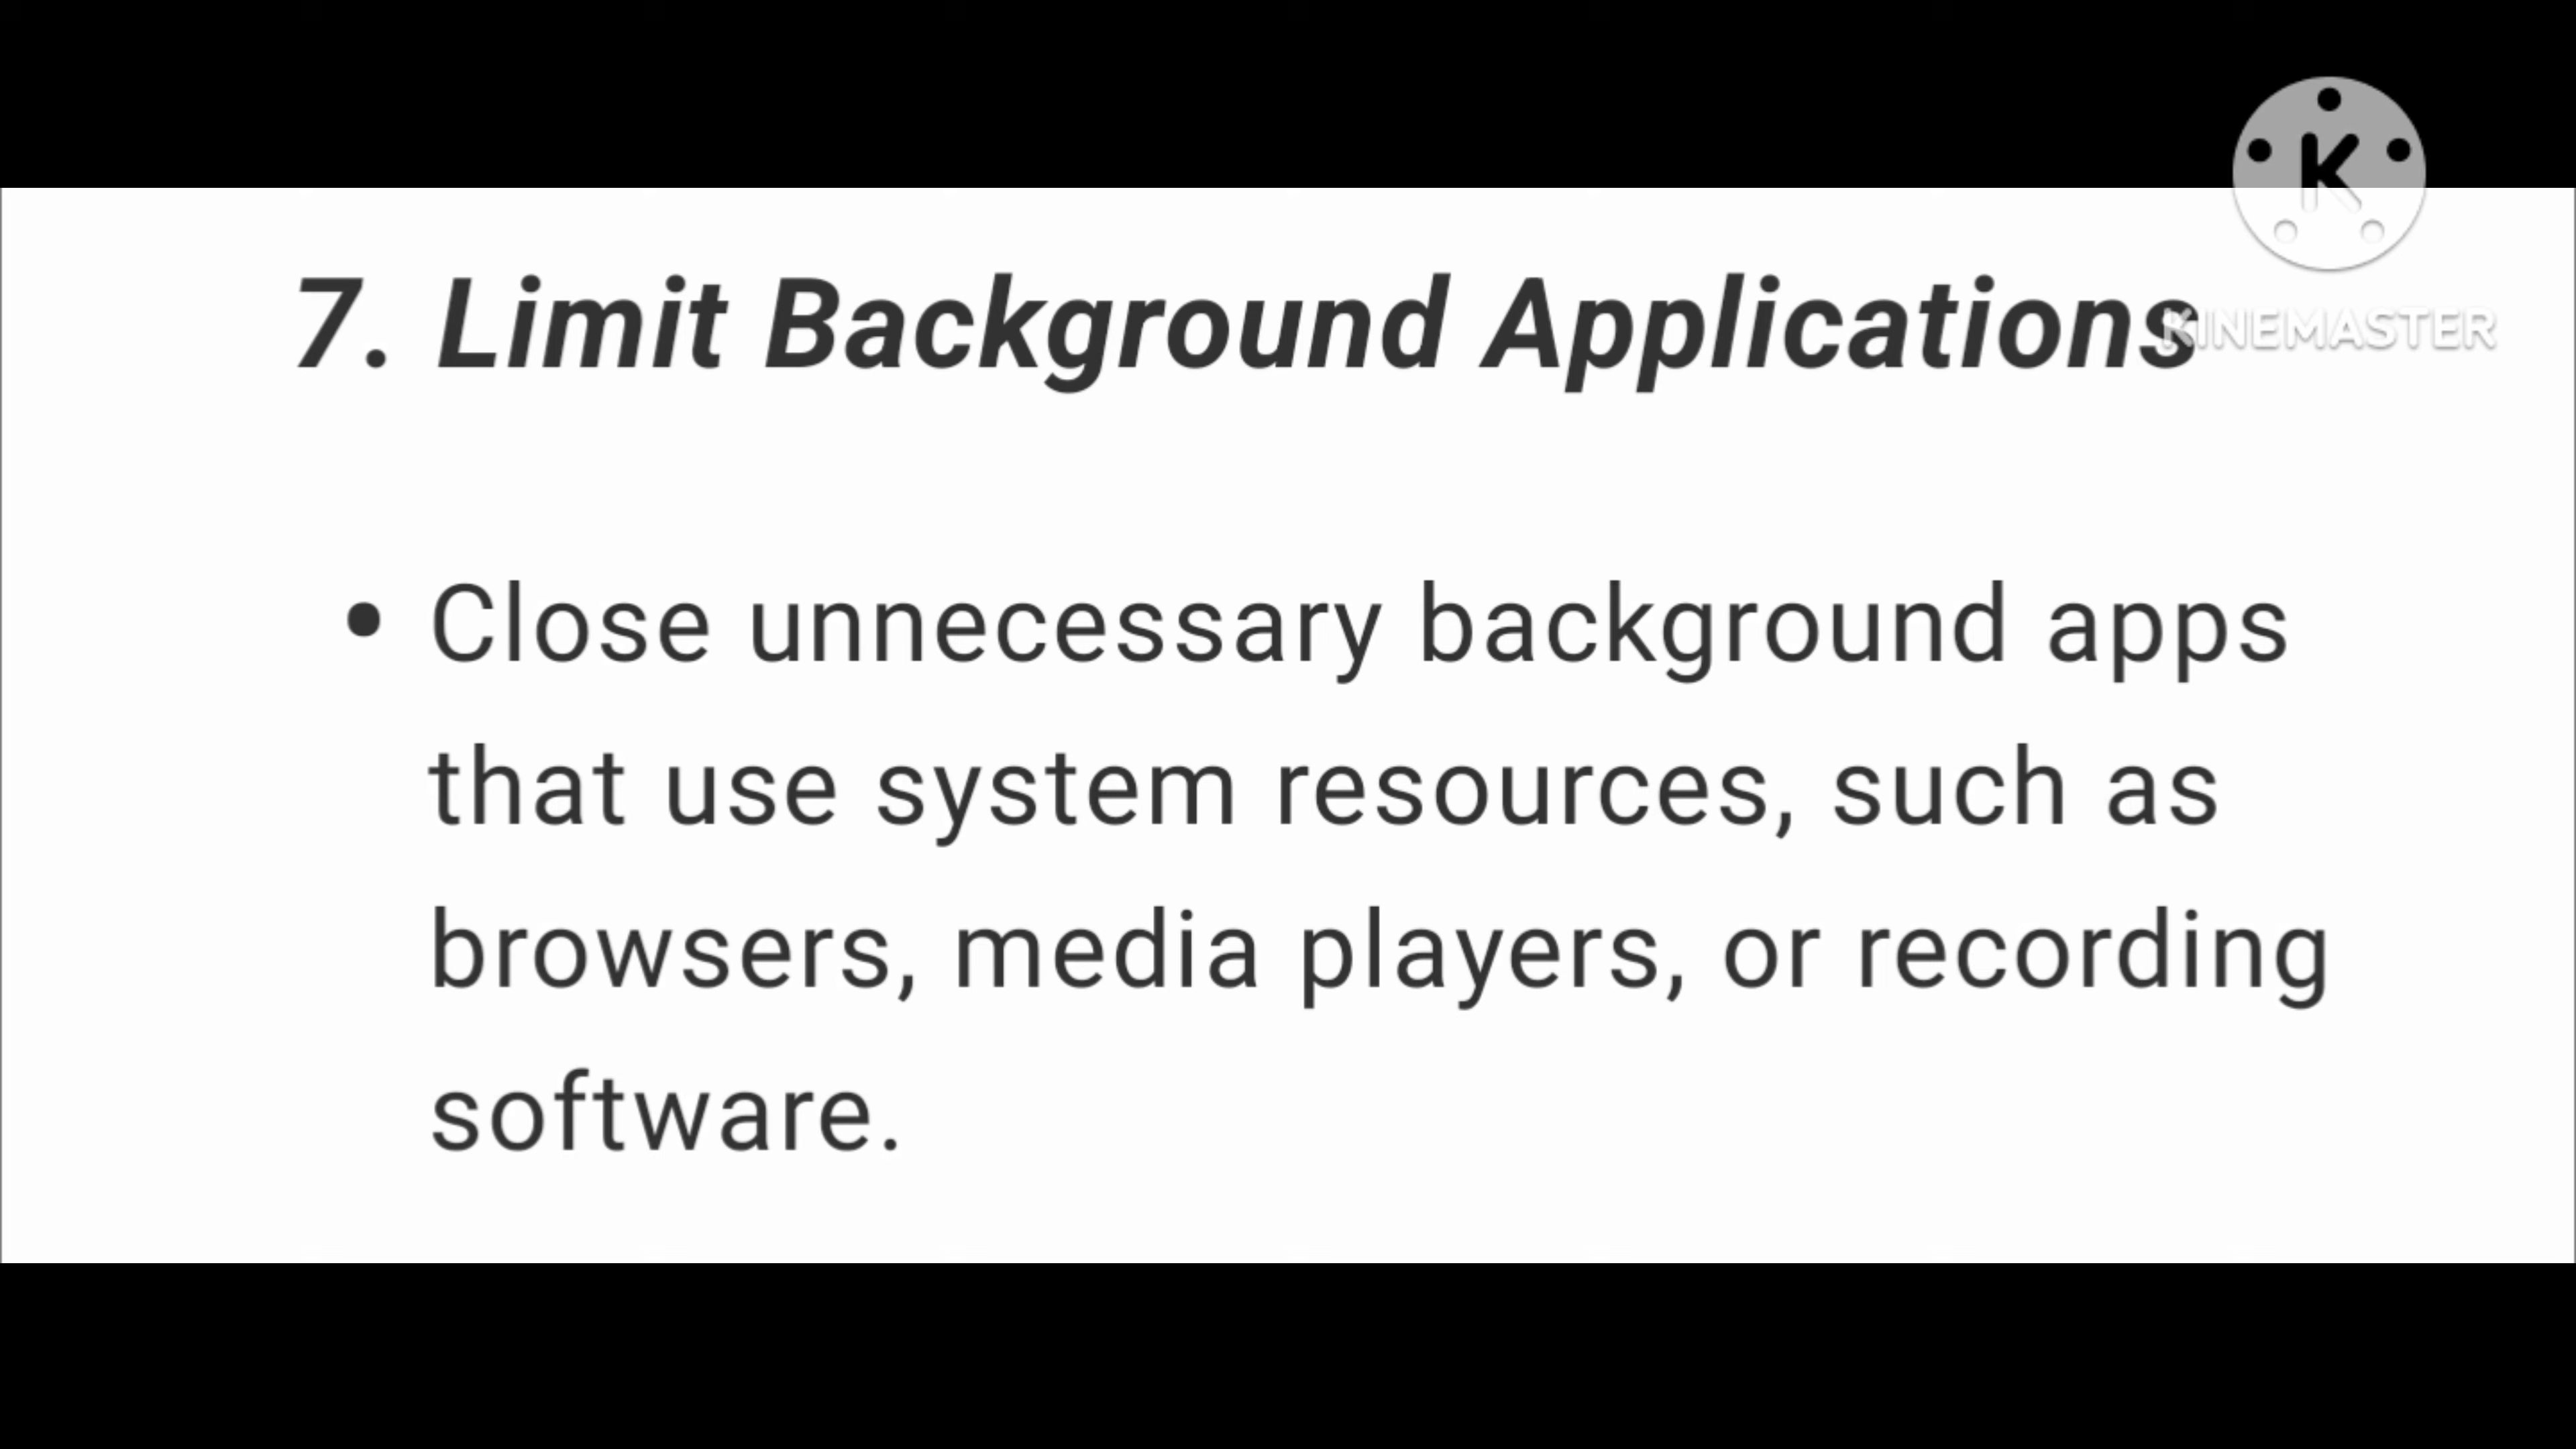 K
KINEMASTER
7. Limit Background Applications
• Close unnecessary background apps
that use system resources, such as
browsers, media players, or recording
software.